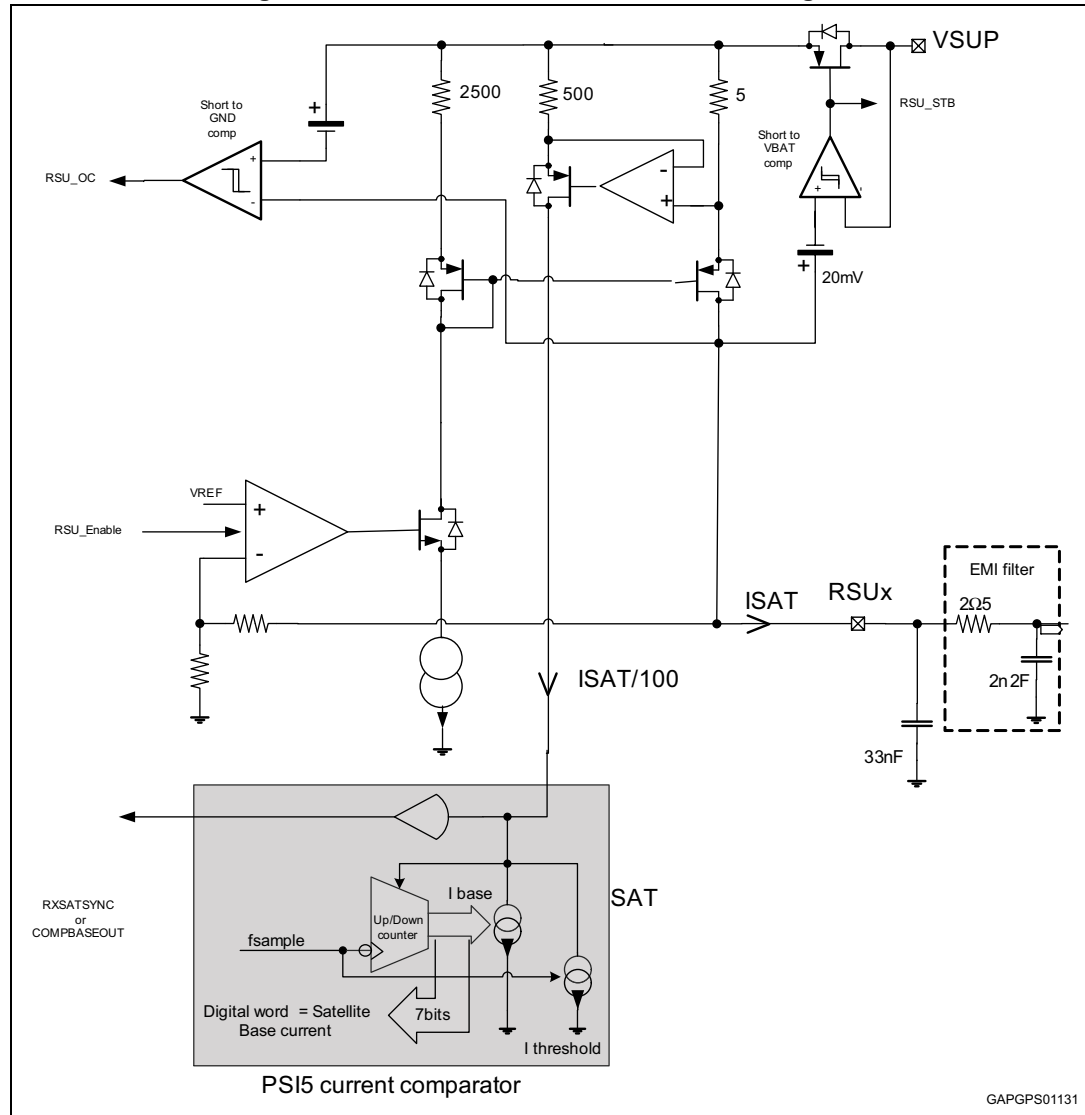 VSUP
2500
500
5
Short to
GND
comp
+
RSU_STB
Short to
VBAT
comp
RSU_OC
+
-
-
+
+
-
+
20mV
VREF
RSU_Enable
+
-
EMI filter
ISAT
RSUx
2Ω5
2n2F
ISAT/100
33nF
RXSATSYNC
or
COMPBASEOUT
I base
SAT
Up/Down
counter
fsample
Digital word = Satellite
Base current
7bits
I threshold
PSI5 current comparator
GAPGPS01131